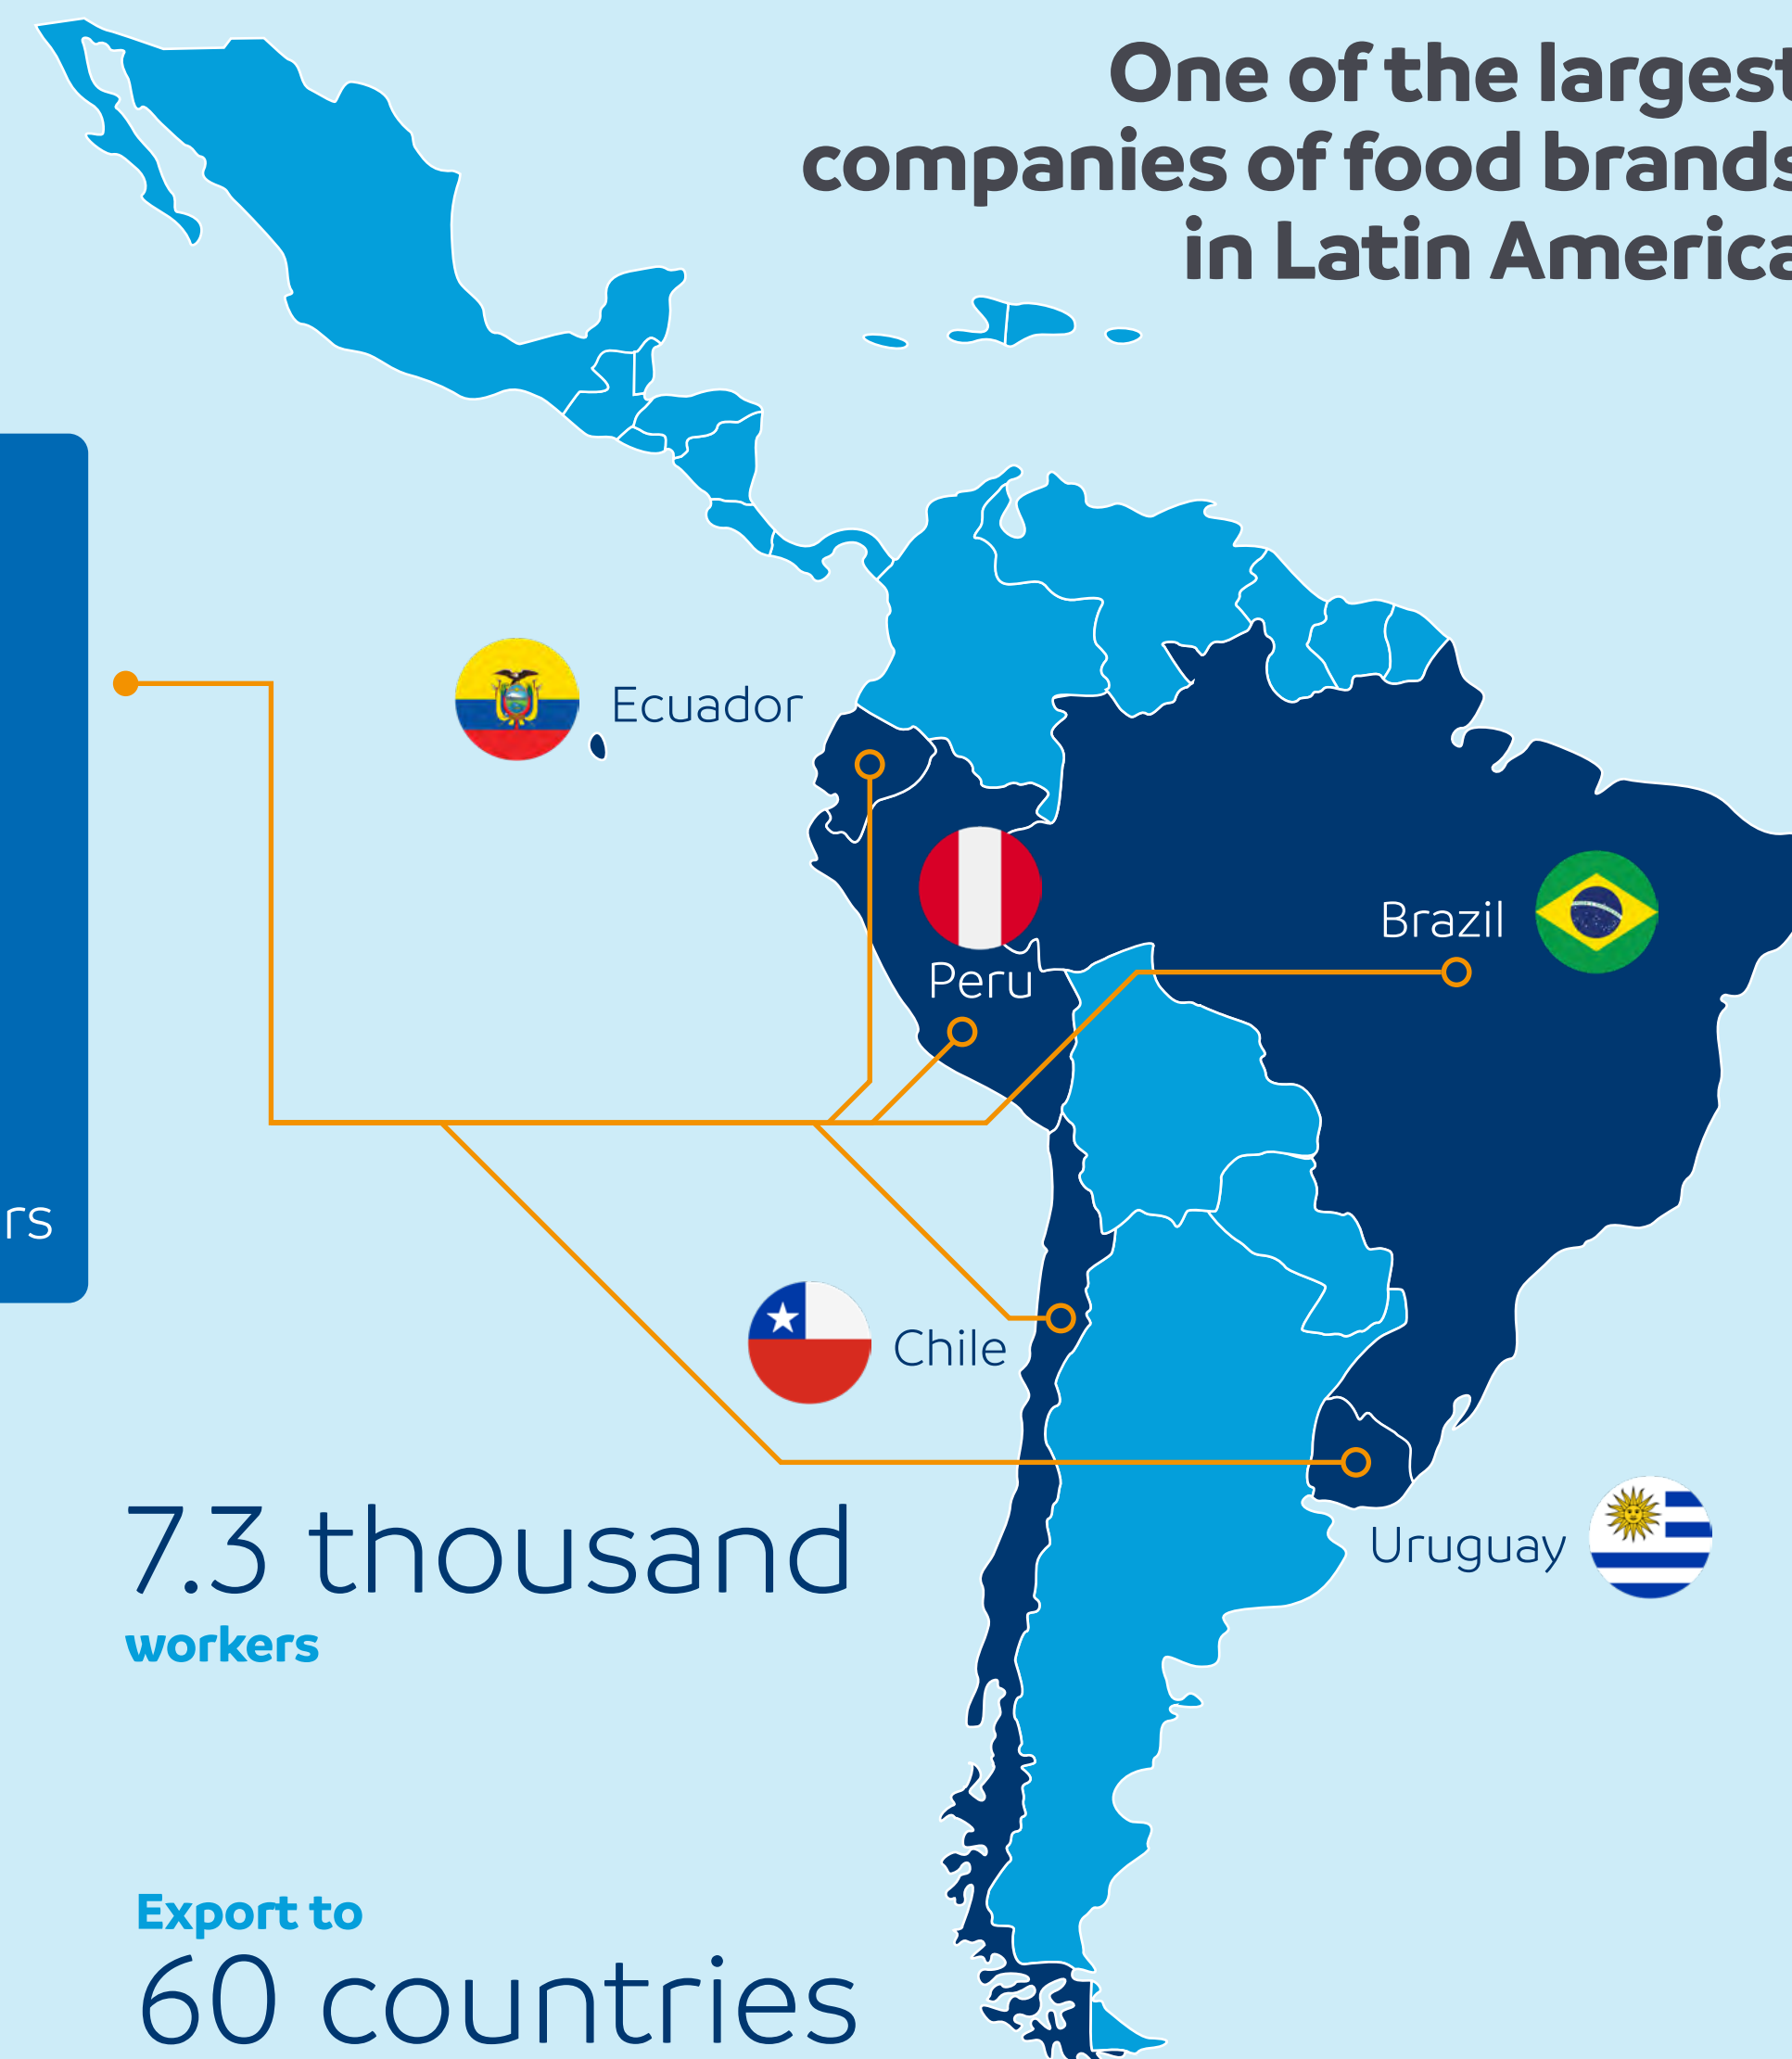 One of the largest
companies of food brands
in Latin America
Ecuador
Brazil
Peru
rs
Chile
Uruguay
7.3 thousand
workers
Export to
60 countries